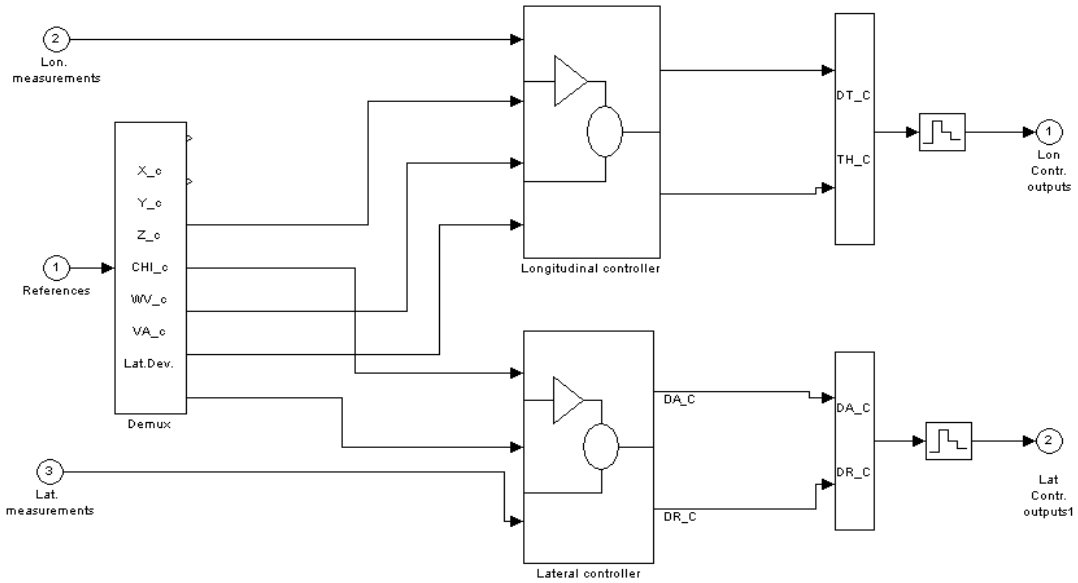 2
Lon.
measurements
X_c
Y_c
Z_c
CHI_c
WV_c
VA_c
Lat.Dev.
Demux
1
References
3
Lat.
measurements
Longitudinal controller
DT_C
TH_C
1
Lon
Contr.
outputs
DA_C
DR_C
Lateral controller
DA_C
DR_C
2
Lat
Contr.
outputs1